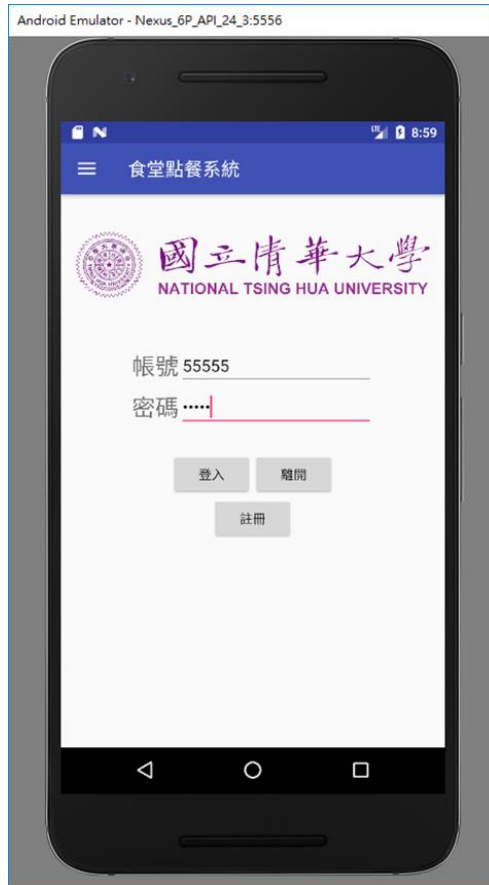 Android Emulator - Nexus_6P_API_24_3:5556
LTE 8:59
食堂點餐系統
國立清華大學
NATIONAL TSING HUA UNIVERSITY
帳號 55555
密碼 •••••
登入 離開
註冊